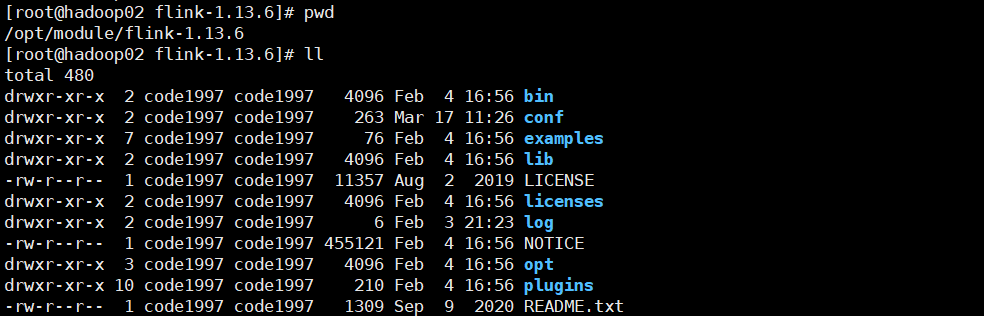 [root@hadoop02 flink-1.13.6]# pwd
/opt/module/flink-1.13.6
[root@hadoop02 flink-1.13.6]# ll
total 480
drwxr-xr-x  2 code1997 code1997   4096 Feb  4 16:56 bin
drwxr-xr-x  2 code1997 code1997    263 Mar 17 11:26 conf
drwxr-xr-x  7 code1997 code1997     76 Feb  4 16:56 examples
drwxr-xr-x  2 code1997 code1997   4096 Feb  4 16:56 lib
-rw-r--r--  1 code1997 code1997  11357 Aug  2  2019 LICENSE
drwxr-xr-x  2 code1997 code1997   4096 Feb  4 16:56 licenses
drwxr-xr-x  2 code1997 code1997      6 Feb  3 21:23 log
-rw-r--r--  1 code1997 code1997 455121 Feb  4 16:56 NOTICE
drwxr-xr-x  3 code1997 code1997   4096 Feb  4 16:56 opt
drwxr-xr-x 10 code1997 code1997    210 Feb  4 16:56 plugins
-rw-r--r--  1 code1997 code1997   1309 Sep  9  2020 README.txt